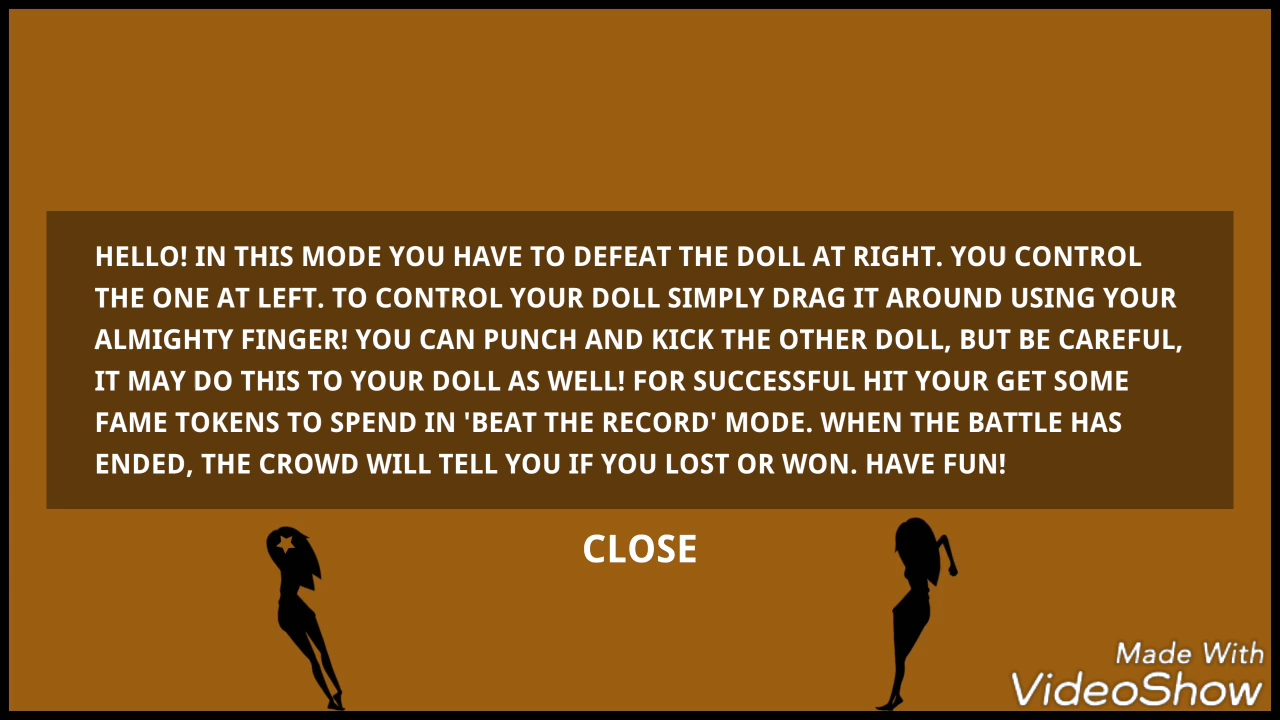 HELLO! IN THIS MODE YOU HAVE TO DEFEAT THE DOLL AT RIGHT. YOU CONTROL
THE ONE AT LEFT. TO CONTROL YOUR DOLL SIMPLY DRAG IT AROUND USING YOUR
ALMIGHTY FINGER! YOU CAN PUNCH AND KICK THE OTHER DOLL, BUT BE CAREFUL,
IT MAY DO THIS TO YOUR DOLL AS WELL! FOR SUCCESSFUL HIT YOUR GET SOME
FAME TOKENS TO SPEND IN 'BEAT THE RECORD' MODE. WHEN THE BATTLE HAS
ENDED, THE CROWD WILL TELL YOU IF YOU LOST OR WON. HAVE FUN!
CLOSE
Made With
VideoShow